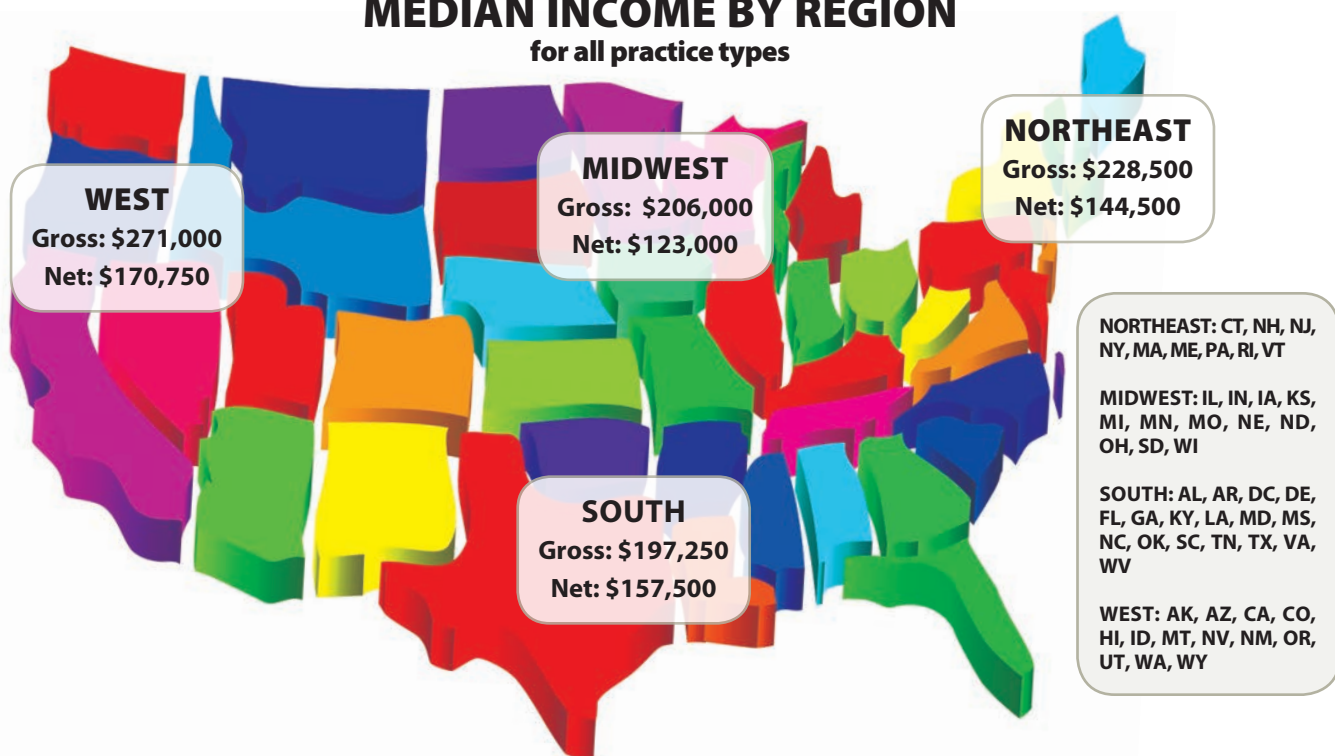 MEDIAN INCOME BY REGION
for all practice types
WEST
Gross: $271,000
Net: $170,750
MIDWEST
Gross: $206,000
Net: $123,000
NORTHEAST
Gross: $228,500
Net: $144,500
SOUTH
Gross: $197,250
Net: $157,500
NORTHEAST: CT, NH, NJ,
NY, MA, ME, PA, RI, VT
MIDWEST: IL, IN, IA, KS,
MI, MN, MO, NE, ND,
OH, SD, WI
SOUTH: AL, AR, DC, DE,
FL, GA, KY, LA, MD, MS,
NC, OK, SC, TN, TX, VA,
WV
WEST: AK, AZ, CA, CO,
HI, ID, MT, NV, NM, OR,
UT, WA, WY